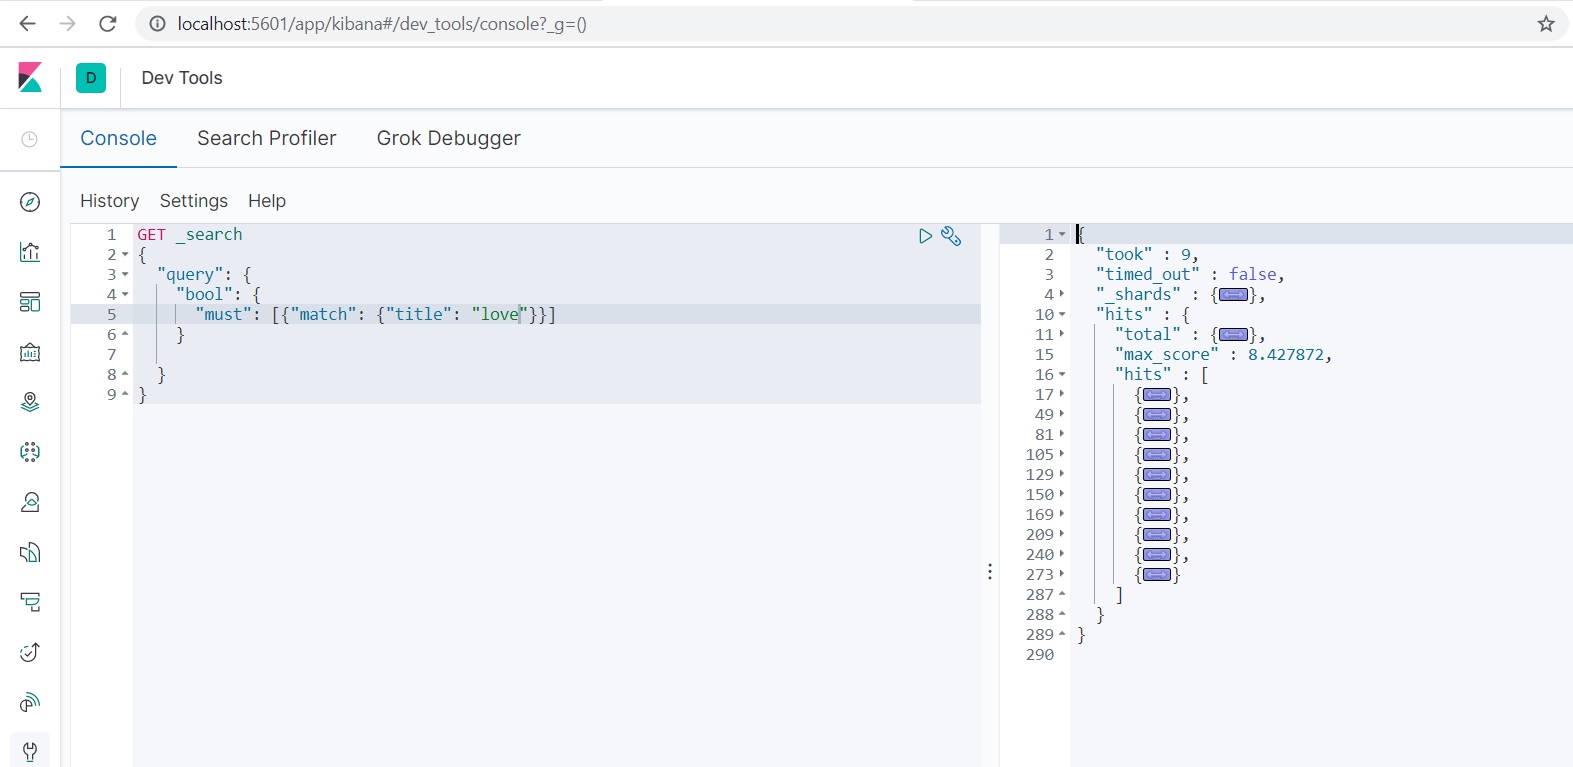 localhost:5601/app/kibana#/dev_tools/console?_g=()
D Dev Tools
Console Search Profiler Grok Debugger
History Settings Help
1 GET _search
2 {
3 "query": {
4 "bool": {
5 "must": [{"match": {"title": "love"}}]
6 }
7
8 }
9 }
1 {
2 "took" : 9,
3 "timed_out" : false,
4 "_shards" : {},
10 "hits" : {
11 "total" : {},
15 "max_score" : 8.427872,
16 "hits" : [
17 {},
49 {},
81 {},
105 {},
129 {},
150 {},
169 {},
209 {},
240 {},
273 {}
287 ]
288 }
289 }
290